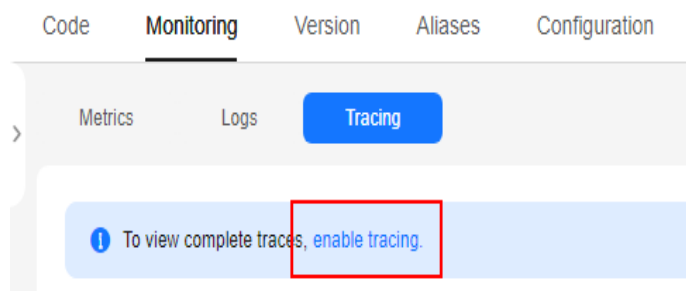 Code Monitoring Version Aliases Configuration
Metrics Logs Tracing
To view complete traces, enable tracing.